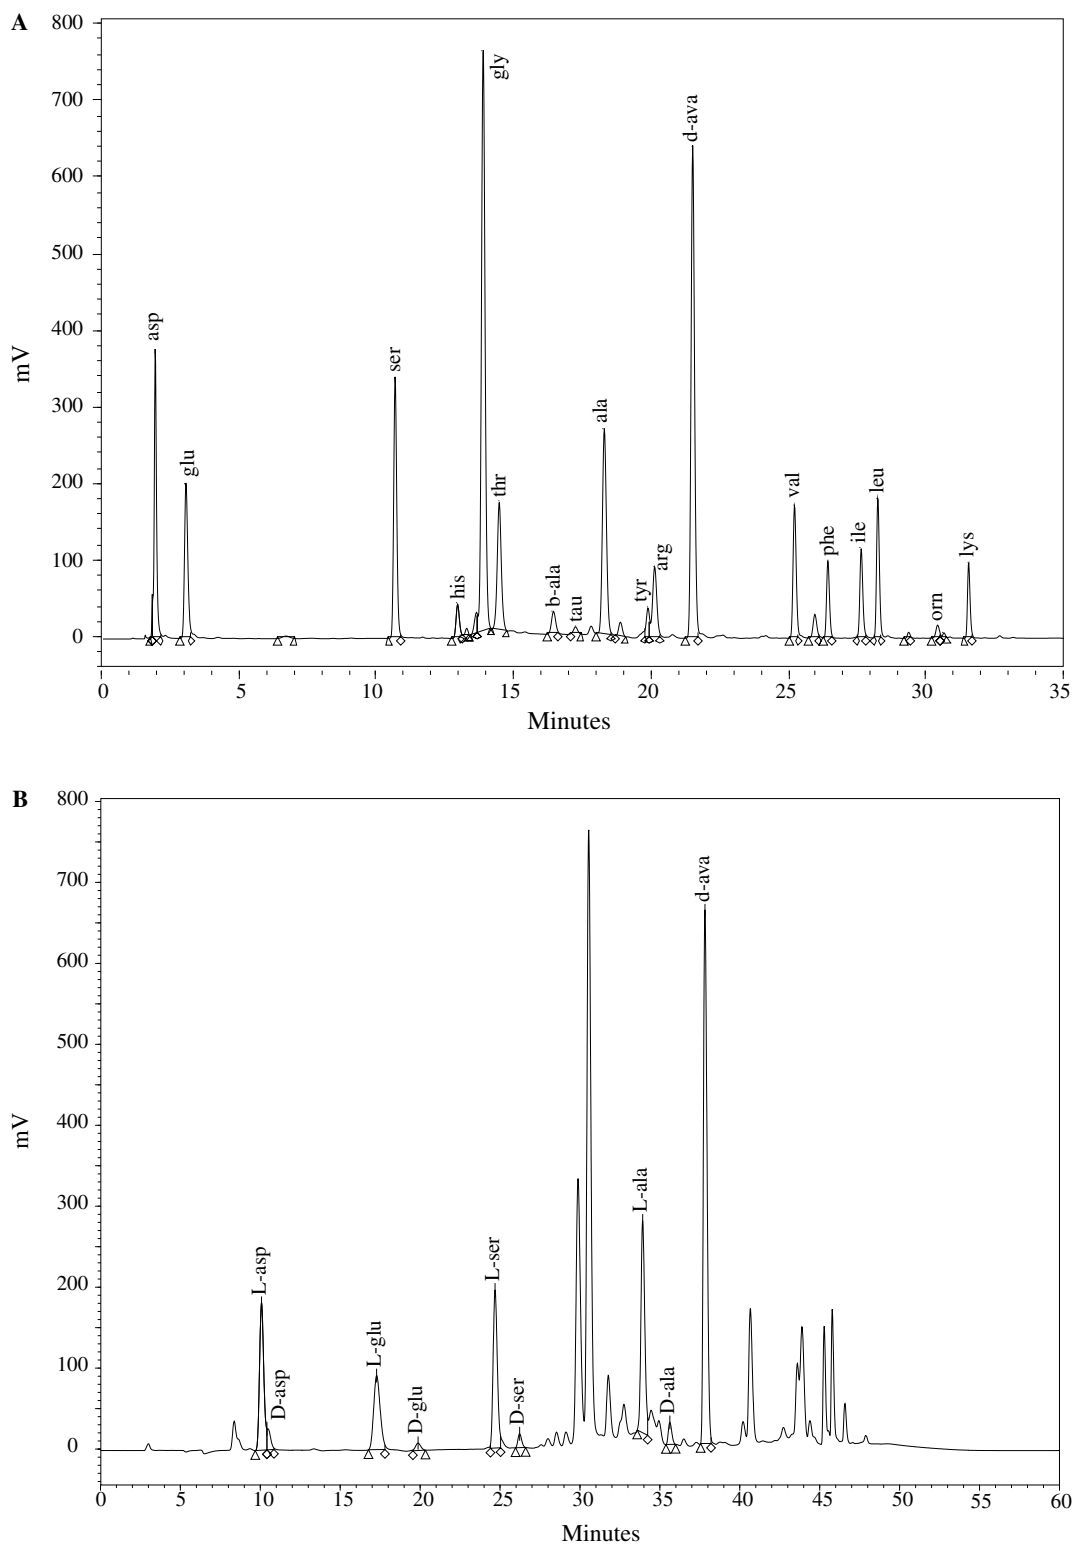 A
800
700
600
500
400
300
200
100
0
mV
asp
glu
ser
his
gly
thr
b-ala
tau
ala
tyr
arg
d-ava
val
phe
ile
leu
orn
lys
0 5 10 15 20 25 30 35
Minutes
B
800
700
600
500
400
300
200
100
0
mV
L-asp
D-asp
L-glu
D-glu
L-ser
D-ser
L-ala
D-ala
d-ava
0 5 10 15 20 25 30 35 40 45 50 55 60
Minutes